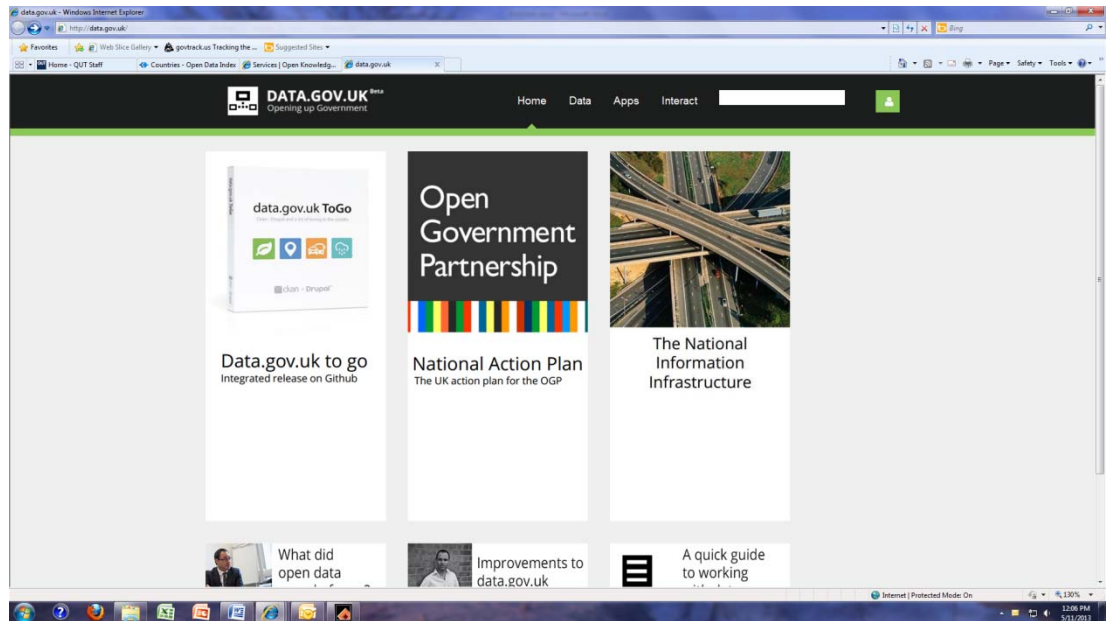 data.gov.uk - Windows Internet Explorer
http://data.gov.uk/
Bing
Favorites
Web Slice Gallery
govtrack.us Tracking the ...
Suggested Sites
Home - QUT Staff
Countries - Open Data Index
Services | Open Knowledg...
data.gov.uk
X
Page
Safety
Tools
DATA.GOV.UK Beta
Opening up Government
Home
Data
Apps
Interact
data.gov.uk ToGo
ckan - Drupal
Data.gov.uk to go
Integrated release on Github
Open
Government
Partnership
National Action Plan
The UK action plan for the OGP
The National
Information
Infrastructure
What did
open data
Improvements to
data.gov.uk
A quick guide
to working
Internet | Protected Mode: On
130%
12:06 PM
5/11/2013